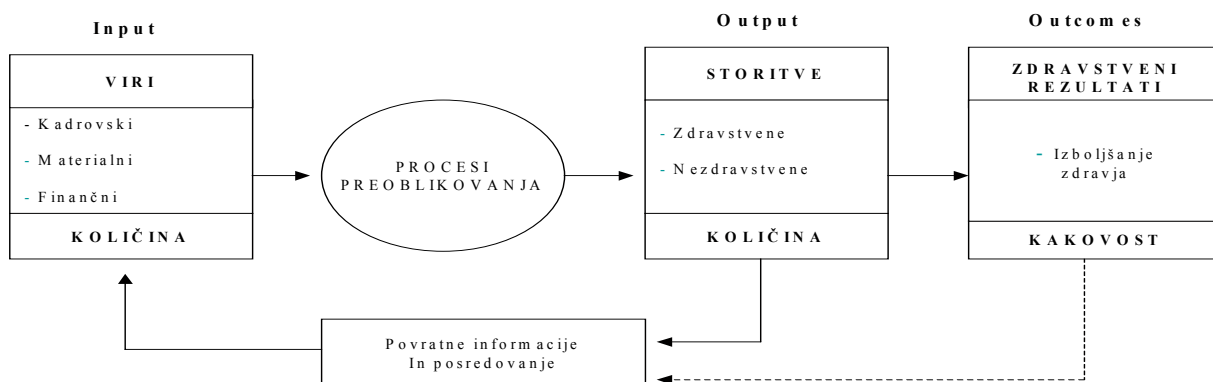 Input
VIRI
- Kadrovski
- Materialni
- Finančni
KOLIČINA
PROCESI
PREOBLIKOVANJA
Output
STORITVE
- Zdravstvene
- Nezdravstvene
KOLIČINA
Outcomes
ZDRAVSTVENI
REZULTATI
- Izboljšanje
zdravja
KAKOVOST
Povratne informacije
In posredovanje